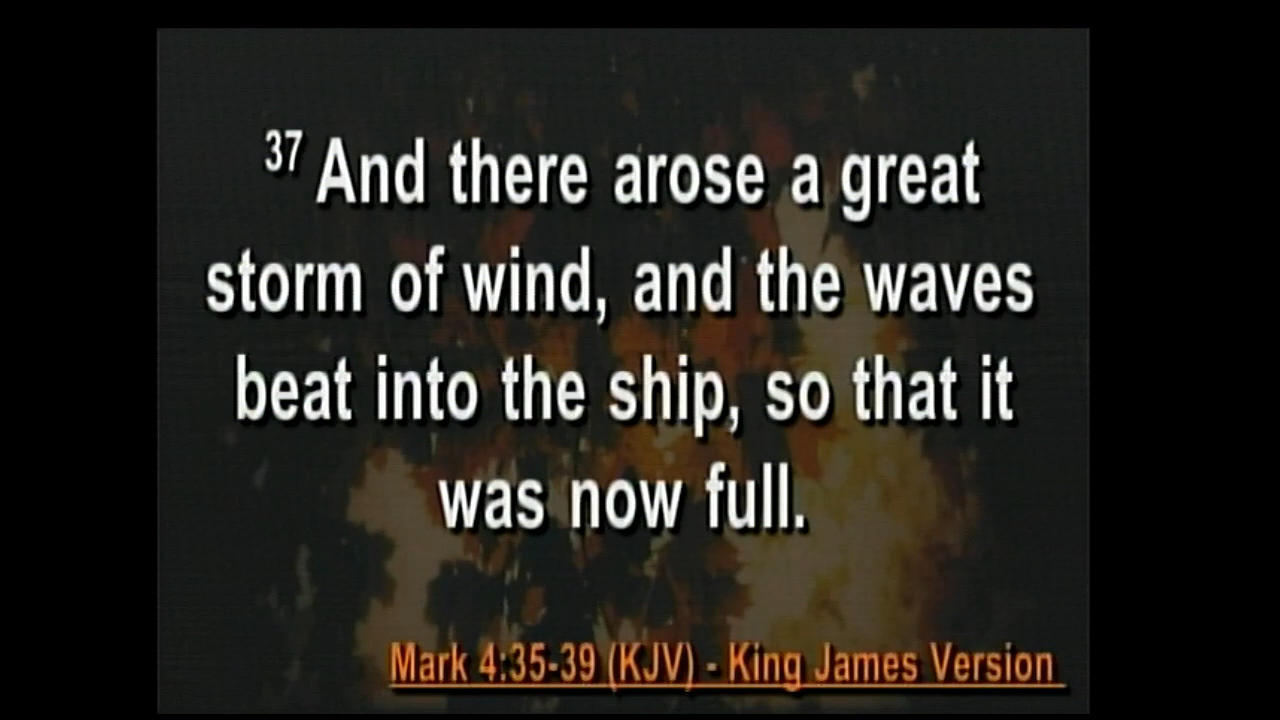 37 And there arose a great
storm of wind, and the waves
beat into the ship, so that it
was now full.
Mark 4:35-39 (KJV) - King James Version